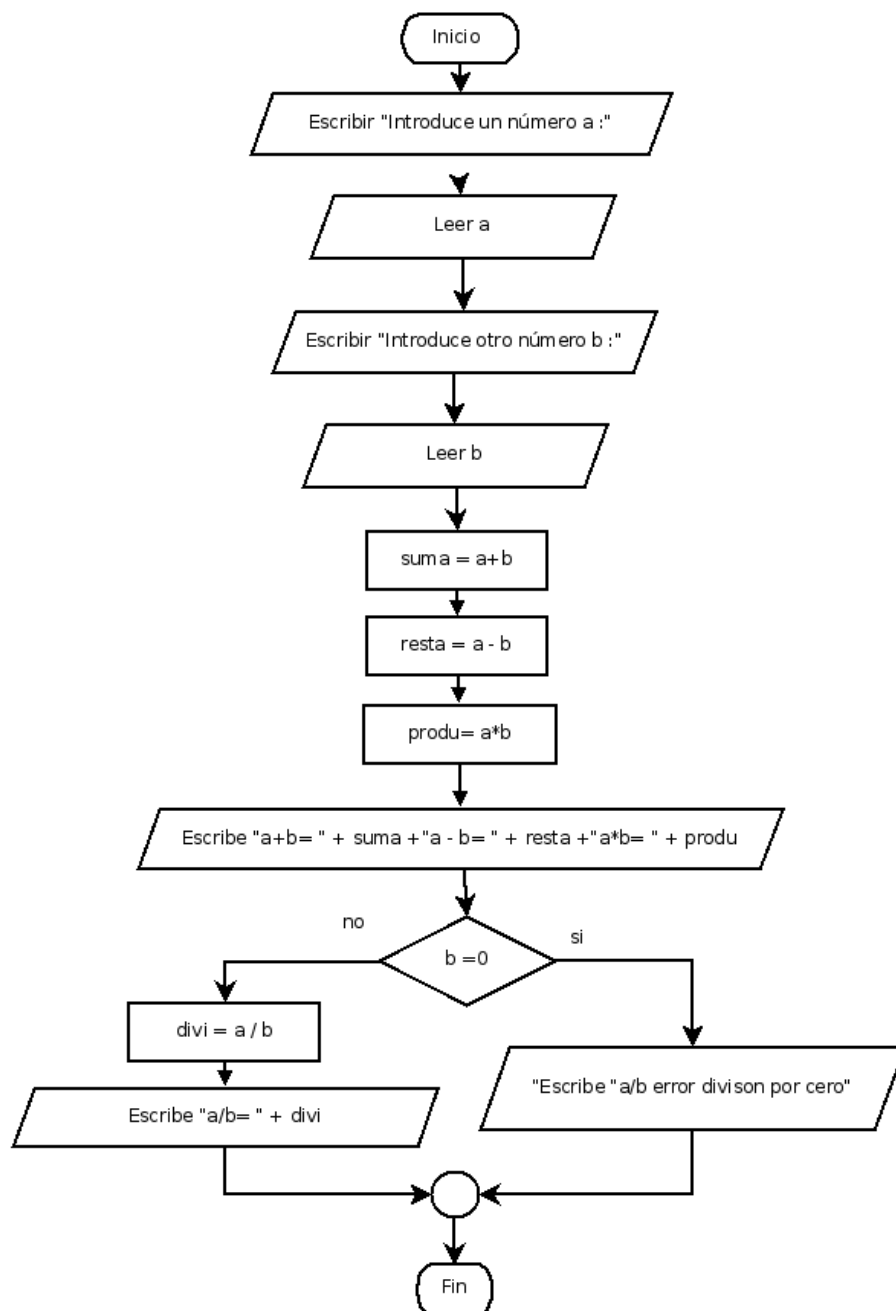 Inicio
Escribir "Introduce un número a :"
Leer a
Escribir "Introduce otro número b :"
Leer b
suma = a+b
resta = a - b
produ= a*b
Escribe "a+b= " + suma +"a - b= " + resta +"a*b= " + produ
no
si
b =0
divi = a / b
"Escribe "a/b error divison por cero"
Escribe "a/b= " + divi
Fin